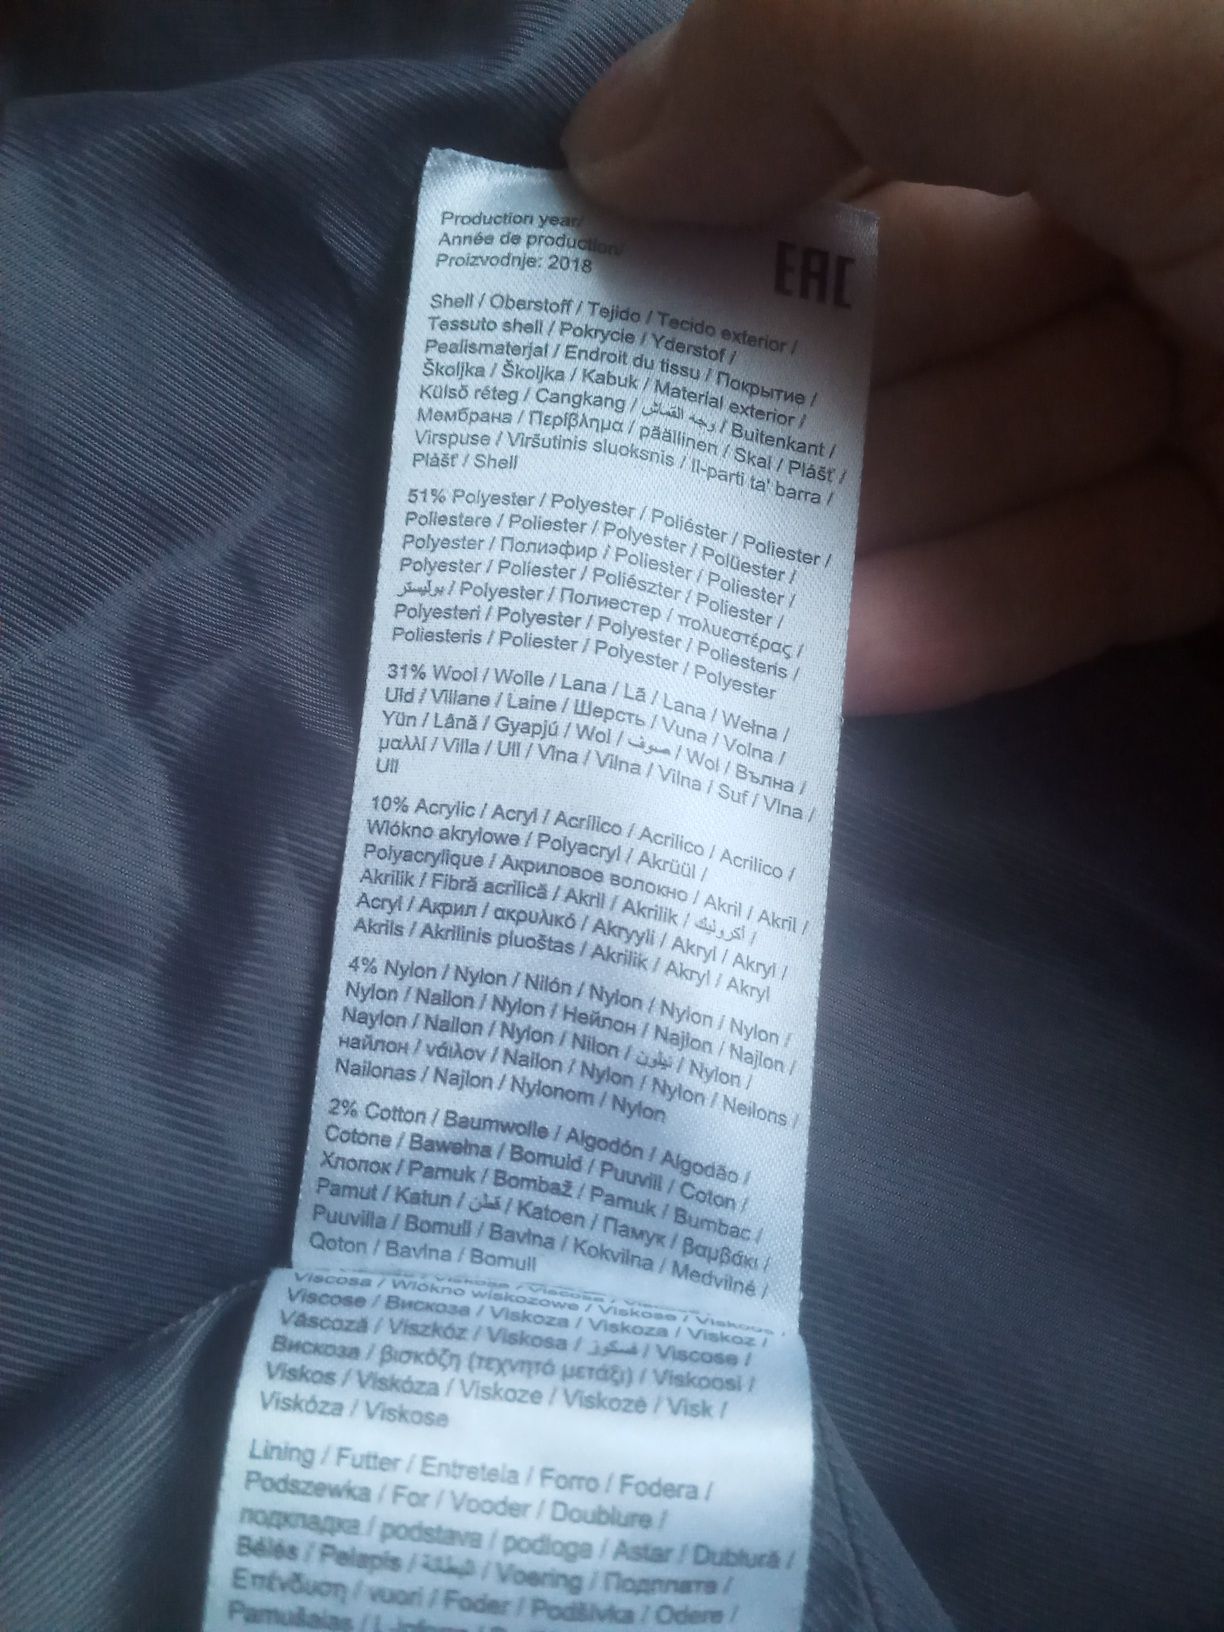 Production year/
Année de production/
Proizvodnje: 2018
EAC
Shell / Oberstoff / Tejido / Tecido exterior /
Tessuto shell / Pokrycie / Yderstof /
Pealismaterjal / Endroit du tissu / Покрытие /
Školjka / Školjka / Kabuk / Material exterior /
Külső réteg / Cangkang / وجه القماش / Buitenkant /
Мембрана / Περίβλημα / päällinen / Skal / Plášť /
Virspuse / Viršutinis sluoksnis / Il-parti ta' barra /
Plášť / Shell
51% Polyester / Polyester / Poliéster / Poliester /
Poliestere / Poliester / Polyester / Polüester /
Polyester / Полиэфир / Poliester / Poliester /
Polyester / Poliester / Poliészter / Poliester /
بوليستر / Polyester / Полиестер / πολυεστέρας /
Polyesteri / Polyester / Polyester / Poliesteris /
Poliesteris / Poliester / Polyester / Polyester
31% Wool / Wolle / Lana / Lã / Lana / Wełna /
Uld / Villane / Laine / Шерсть / Vuna / Volna /
Yün / Lână / Gyapjú / Wol / صوف / Wol / Вълна /
μαλλί / Villa / Ull / Vlna / Vilna / Vilna / Suf / Vlna /
Ull
10% Acrylic / Acryl / Acrílico / Acrílico / Acrilico /
Wlókno akrylowe / Polyacryl / Akrüül /
Polyacrylique / Акриловое волокно / Akril / Akril /
Akrilik / Fibră acrilică / Akril / Akrilik / أكروليك /
Acryl / Акрил / ακρυλικό / Akryyli / Akryl / Akryl /
Akrils / Akrilinis pluoštas / Akrilik / Akryl / Akryl
4% Nylon / Nylon / Nilón / Nylon / Nylon / Nylon /
Nylon / Nailon / Nylon / Нейлон / Najlon / Najlon /
Naylon / Nailon / Nylon / Nilon / نيلون / Nylon /
найлон / νάιλον / Nailon / Nylon / Nylon / Neilons /
Nailonas / Najlon / Nylonom / Nylon
2% Cotton / Baumwolle / Algodón / Algodão /
Cotone / Bawełna / Bomuld / Puuvill / Coton /
Хлопок / Pamuk / Bombaž / Pamuk / Bumbac /
Pamut / Katun / قطن / Katoen / Памук / βαμβάκι /
Puuvilla / Bomull / Bavlna / Kokvilna / Medvilnė /
Qoton / Bavlna / Bomull
Viscosa / Wlókno wiskozowe / Viskose / Viskoos /
Viscose / Вискоза / Viskoza / Viskoza / Viskoz /
Vâscoză / Viszkóz / Viskosa / فسكوز / Viscose /
Вискоза / βισκόζη (τεχνητό μετάξι) / Viskoosi /
Viskos / Viskóza / Viskoze / Viskozė / Visk /
Viskóza / Viskose
Lining / Futter / Entretela / Forro / Fodera /
Podszewka / For / Vooder / Doublure /
подкладка / podstava / podloga / Astar / Dublură /
Bélés / Pelapis / Voering / Подплата /
Επένδυση / vuori / Foder / Podšívka / Odere /
Pamušalas /